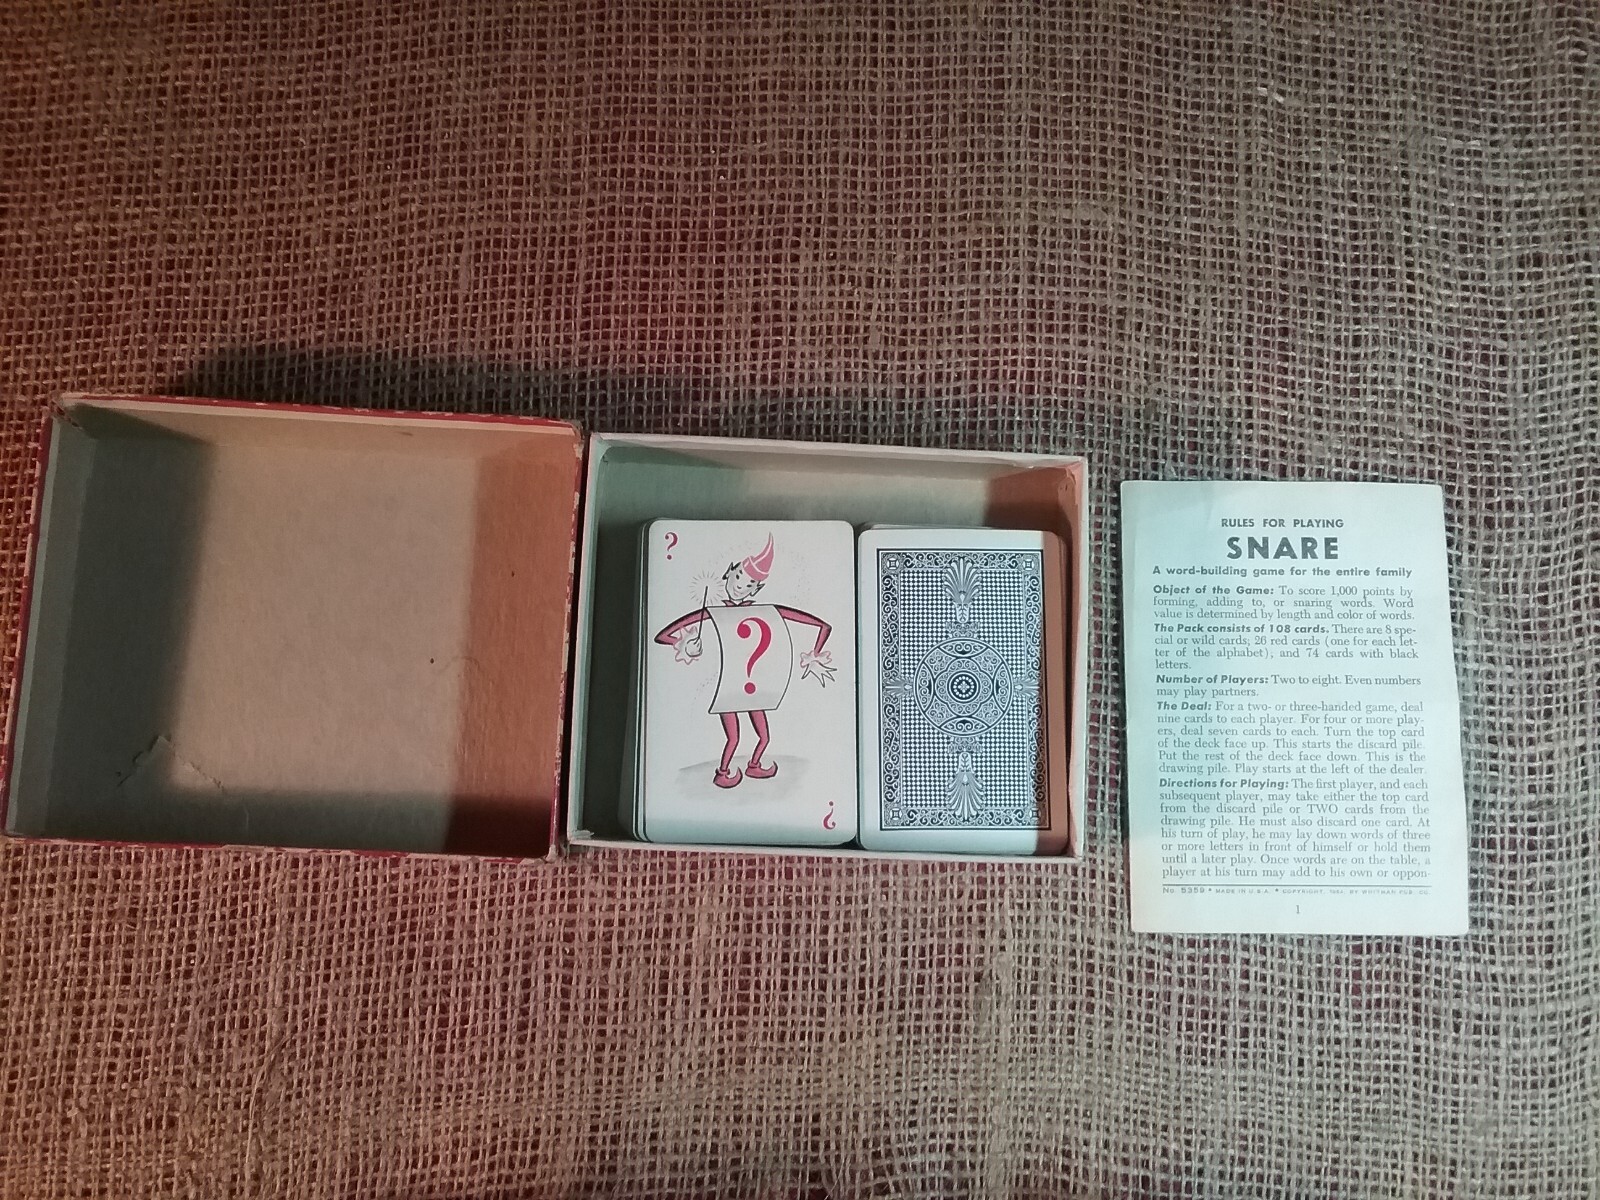 ?
?
?
RULES FOR PLAYING
SNARE
A word-building game for the entire family
Object of the Game: To score 1,000 points by
forming, adding to, or snaring words. Word
value is determined by length and color of words.
The Pack consists of 108 cards. There are 8 spe-
cial or wild cards; 26 red cards (one for each let-
ter of the alphabet); and 74 cards with black
letters.
Number of Players: Two to eight. Even numbers
may play partners.
The Deal: For a two- or three-handed game, deal
nine cards to each player. For four or more play-
ers, deal seven cards to each. Turn the top card
of the deck face up. This starts the discard pile.
Put the rest of the deck face down. This is the
drawing pile. Play starts at the left of the dealer.
Directions for Playing: The first player, and each
subsequent player, may take either the top card
from the discard pile or TWO cards from the
drawing pile. He must also discard one card. At
his turn of play, he may lay down words of three
or more letters in front of himself or hold them
until a later play. Once words are on the table, a
player at his turn may add to his own or oppon-
No. 5359 • MADE IN U.S.A. • COPYRIGHT, BY WHITMAN PUB. CO.
1